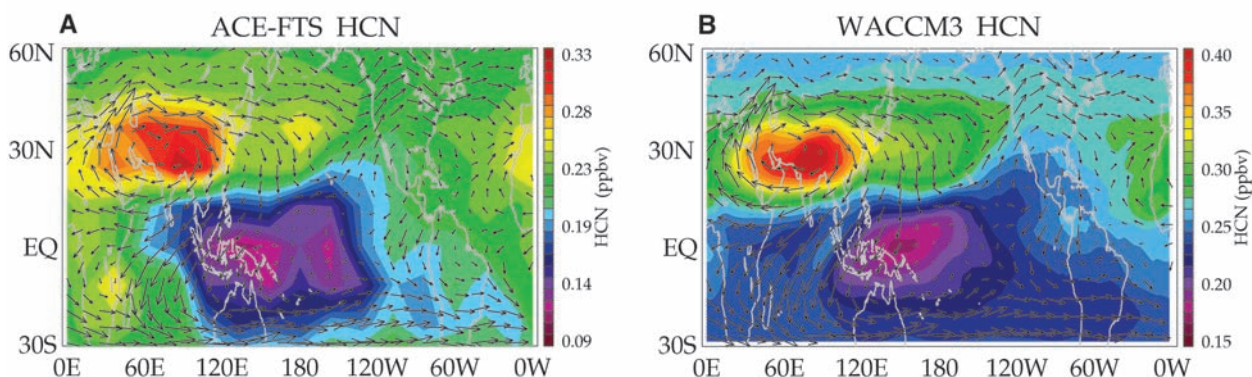 A ACE-FTS HCN
60N
30N
EQ
30S
0E 60E 120E 180 120W 60W 0W
0.33
0.28
0.23
0.19
0.14
0.09
HCN (ppbv)
B WACCM3 HCN
60N
30N
EQ
30S
0E 60E 120E 180 120W 60W 0W
0.40
0.35
0.30
0.25
0.20
0.15
HCN (ppbv)